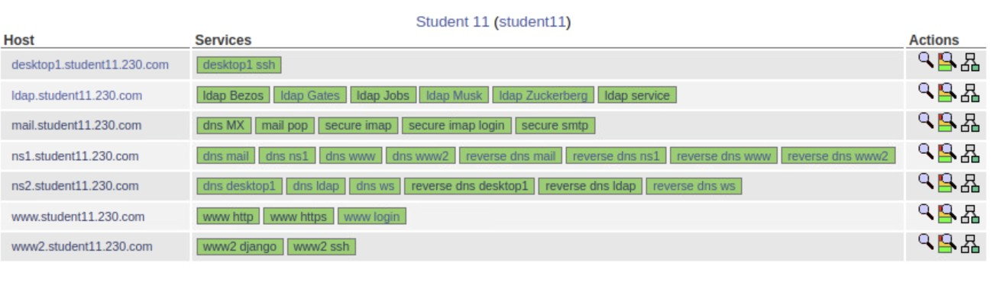 Student 11 (student11)
Host Services Actions
desktop1.student11.230.com desktop1 ssh
ldap.student11.230.com ldap Bezos ldap Gates ldap Jobs ldap Musk ldap Zuckerberg ldap service
mail.student11.230.com dns MX mail pop secure imap secure imap login secure smtp
ns1.student11.230.com dns mail dns ns1 dns www dns www2 reverse dns mail reverse dns ns1 reverse dns www reverse dns www2
ns2.student11.230.com dns desktop1 dns ldap dns ws reverse dns desktop1 reverse dns ldap reverse dns ws
www.student11.230.com www http www https www login
www2.student11.230.com www2 django www2 ssh